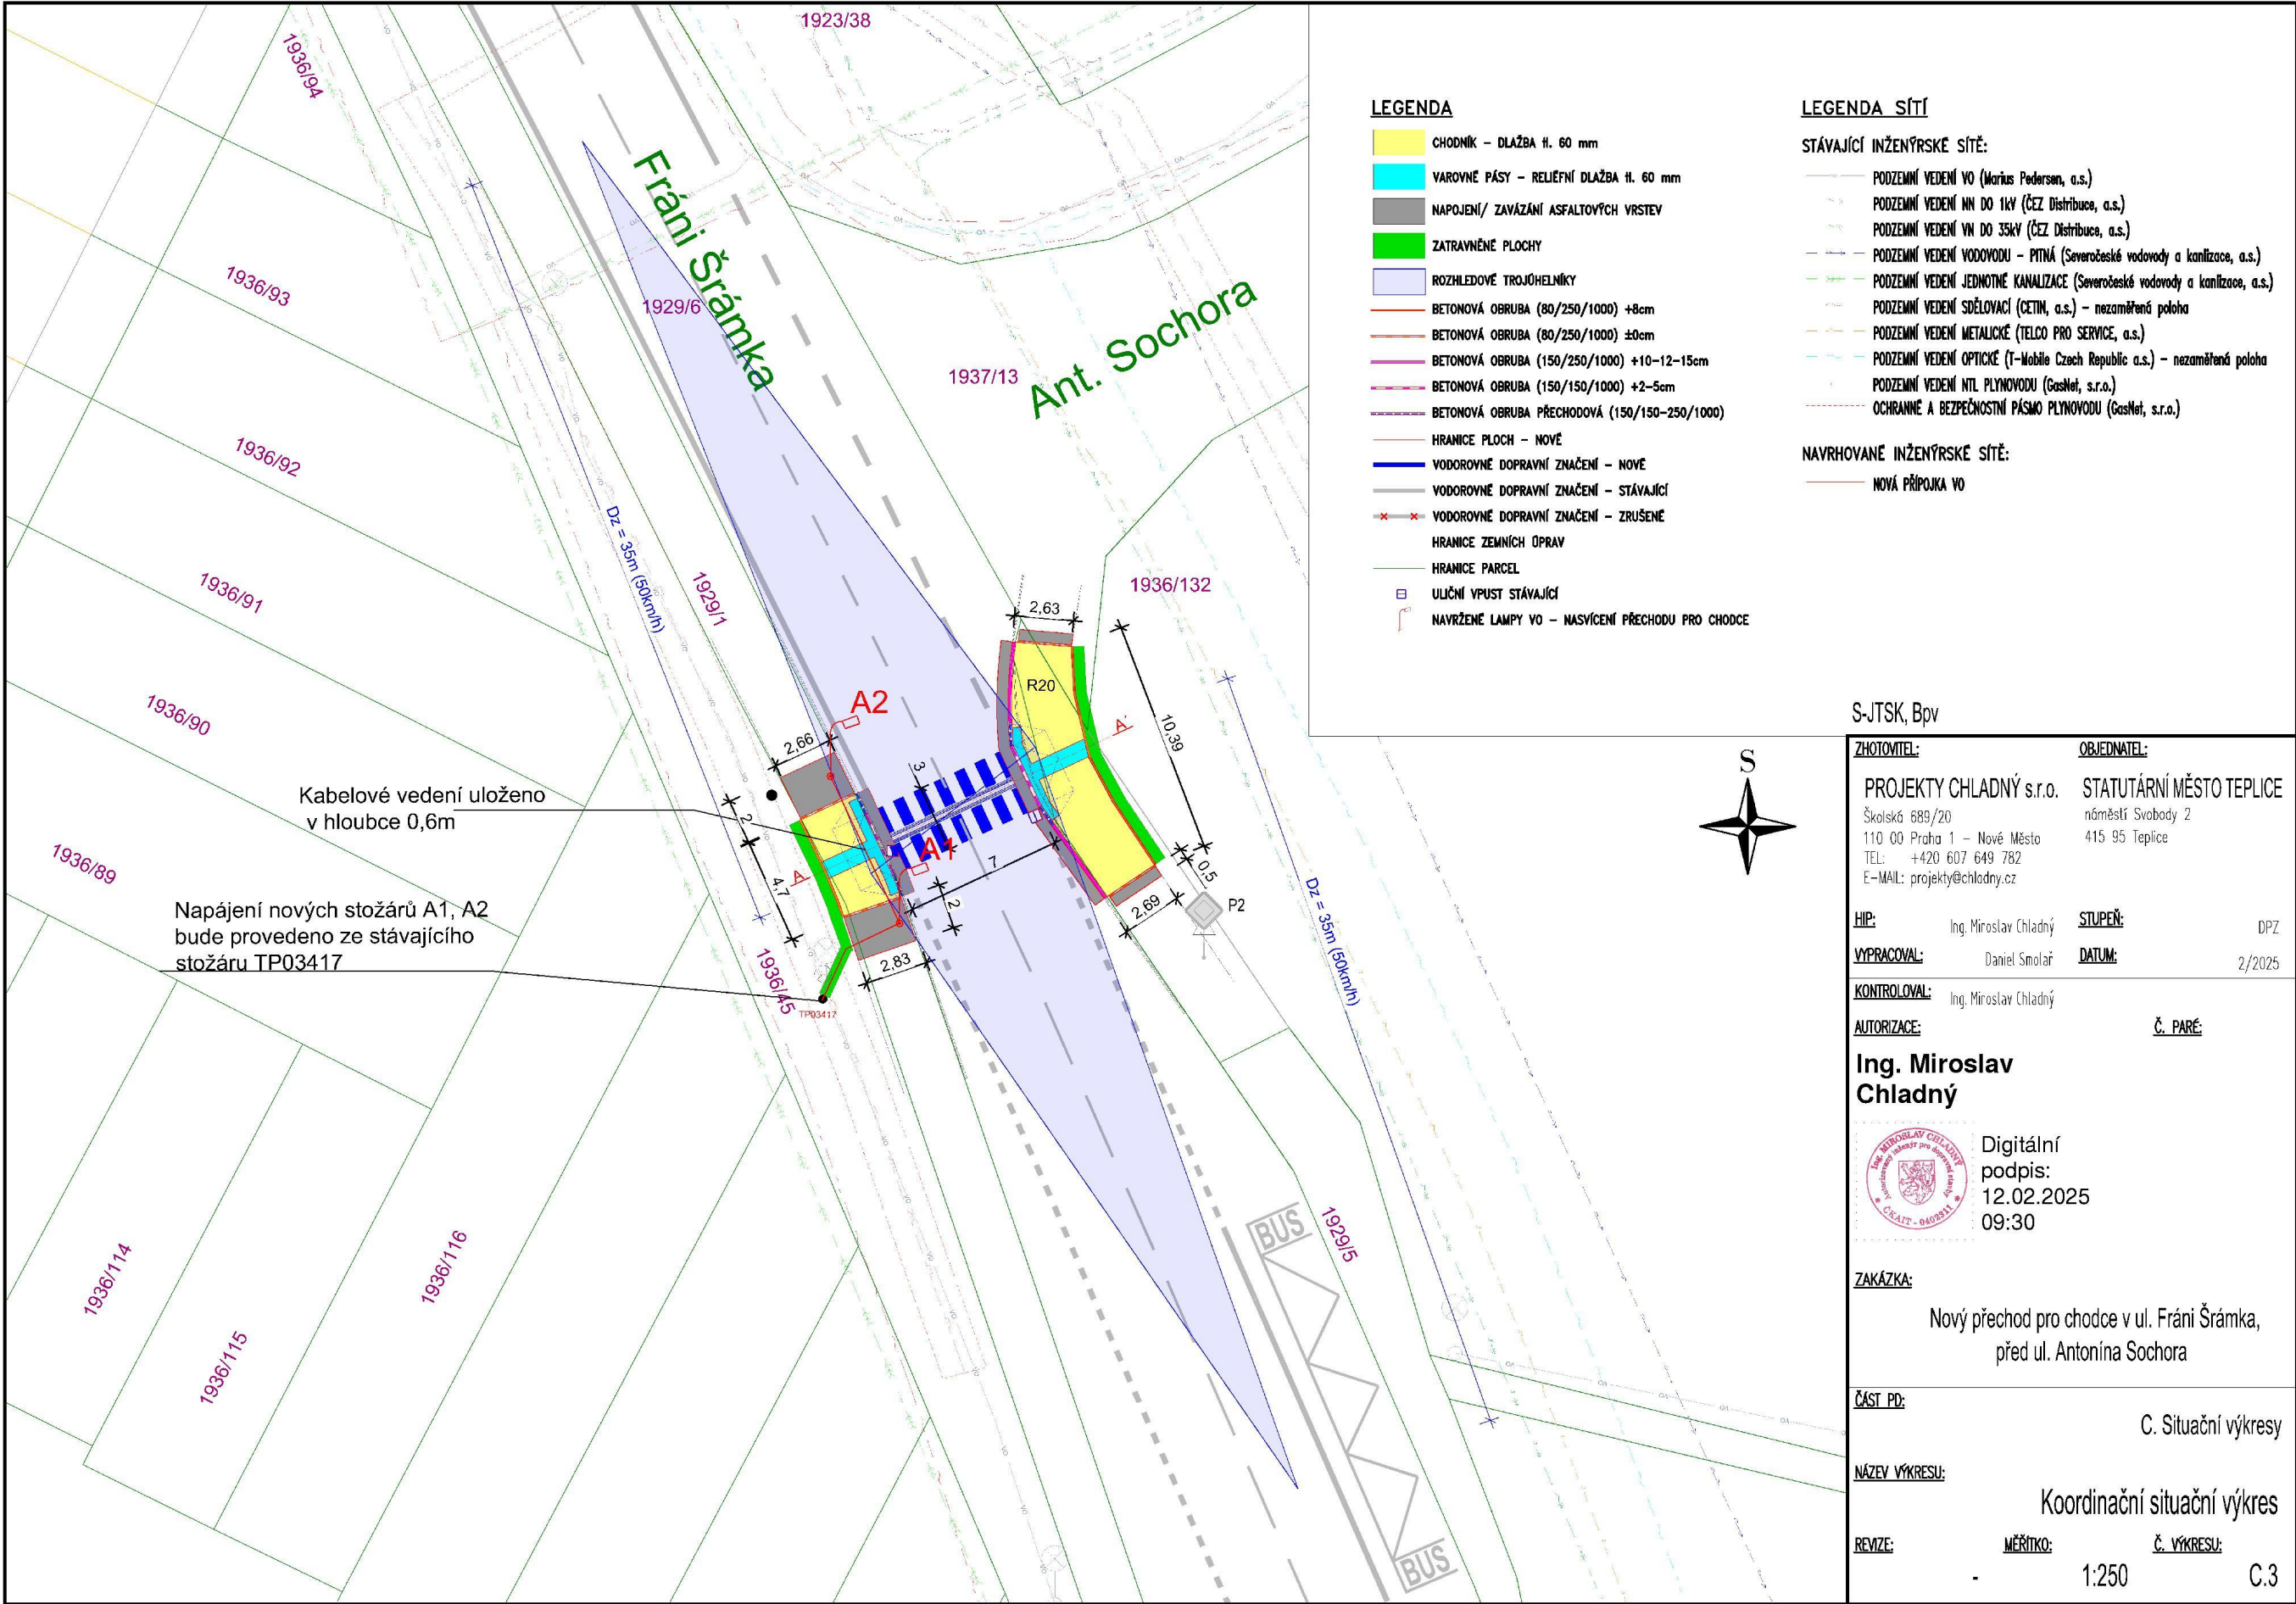 1923/38
1936/94
Fráni Šrámka
1936/93
1929/6
Ant. Sochora
1937/13
1936/92
Dz = 35m (50km/h)
1936/91
1929/1
1936/132
2,63
R20
A2
1936/90
2,66
10,39
A´
3
Kabelové vedení uloženo
v hloubce 0,6m
2
A1
7
1936/89
A
4,7
0,5
2
2,69
P2
Dz = 35m (50km/h)
Napájení nových stožárů A1, A2
bude provedeno ze stávajícího
stožáru TP03417
2,83
1936/45
TP03417
BUS
1929/5
1936/114
1936/116
1936/115
BUS
LEGENDA
CHODNÍK – DLAŽBA tl. 60 mm
VAROVNÉ PÁSY – RELIÉFNÍ DLAŽBA tl. 60 mm
NAPOJENÍ/ ZAVÁZÁNÍ ASFALTOVÝCH VRSTEV
ZATRAVNĚNÉ PLOCHY
ROZHLEDOVÉ TROJÚHELNÍKY
BETONOVÁ OBRUBA (80/250/1000) +8cm
BETONOVÁ OBRUBA (80/250/1000) ±0cm
BETONOVÁ OBRUBA (150/250/1000) +10-12-15cm
BETONOVÁ OBRUBA (150/150/1000) +2-5cm
BETONOVÁ OBRUBA PŘECHODOVÁ (150/150-250/1000)
HRANICE PLOCH – NOVÉ
VODOROVNÉ DOPRAVNÍ ZNAČENÍ – NOVÉ
VODOROVNÉ DOPRAVNÍ ZNAČENÍ – STÁVAJÍCÍ
VODOROVNÉ DOPRAVNÍ ZNAČENÍ – ZRUŠENÉ
HRANICE ZEMNÍCH ÚPRAV
HRANICE PARCEL
ULIČNÍ VPUST STÁVAJÍCÍ
NAVRŽENÉ LAMPY VO – NASVÍCENÍ PŘECHODU PRO CHODCE
LEGENDA SÍTÍ
STÁVAJÍCÍ INŽENÝRSKÉ SÍTĚ:
PODZEMNÍ VEDENÍ VO (Marius Pedersen, a.s.)
PODZEMNÍ VEDENÍ NN DO 1kV (ČEZ Distribuce, a.s.)
PODZEMNÍ VEDENÍ VN DO 35kV (ČEZ Distribuce, a.s.)
PODZEMNÍ VEDENÍ VODOVODU – PITNÁ (Severočeské vodovody a kanlizace, a.s.)
PODZEMNÍ VEDENÍ JEDNOTNÉ KANALIZACE (Severočeské vodovody a kanlizace, a.s.)
PODZEMNÍ VEDENÍ SDĚLOVACÍ (CETIN, a.s.) – nezaměřená poloha
PODZEMNÍ VEDENÍ METALICKÉ (TELCO PRO SERVICE, a.s.)
PODZEMNÍ VEDENÍ OPTICKÉ (T-Mobile Czech Republic a.s.) – nezaměřená poloha
PODZEMNÍ VEDENÍ NTL PLYNOVODU (GasNet, s.r.o.)
OCHRANNÉ A BEZPEČNOSTNÍ PÁSMO PLYNOVODU (GasNet, s.r.o.)
NAVRHOVANÉ INŽENÝRSKÉ SÍTĚ:
NOVÁ PŘÍPOJKA VO
S-JTSK, Bpv
S
ZHOTOVITEL: OBJEDNATEL:
PROJEKTY CHLADNÝ s.r.o. STATUTÁRNÍ MĚSTO TEPLICE
Školská 689/20 náměstí Svobody 2
110 00 Praha 1 – Nové Město 415 95 Teplice
TEL: +420 607 649 782
E-MAIL: projekty@chladny.cz
HIP: Ing. Miroslav Chladný STUPEŇ: DPZ
VYPRACOVAL: Daniel Smolař DATUM: 2/2025
KONTROLOVAL: Ing. Miroslav Chladný
AUTORIZACE: Č. PARÉ:
Ing. Miroslav
Chladný
Ing. MIROSLAV CHLADNÝ
Autorizovaný inženýr pro dopravní stavby
ČKAIT - 0402311
Digitální
podpis:
12.02.2025
09:30
ZAKÁZKA:
Nový přechod pro chodce v ul. Fráni Šrámka,
před ul. Antonína Sochora
ČÁST PD:
C. Situační výkresy
NÁZEV VÝKRESU:
Koordinační situační výkres
REVIZE: MĚŘÍTKO: Č. VÝKRESU:
- 1:250 C.3